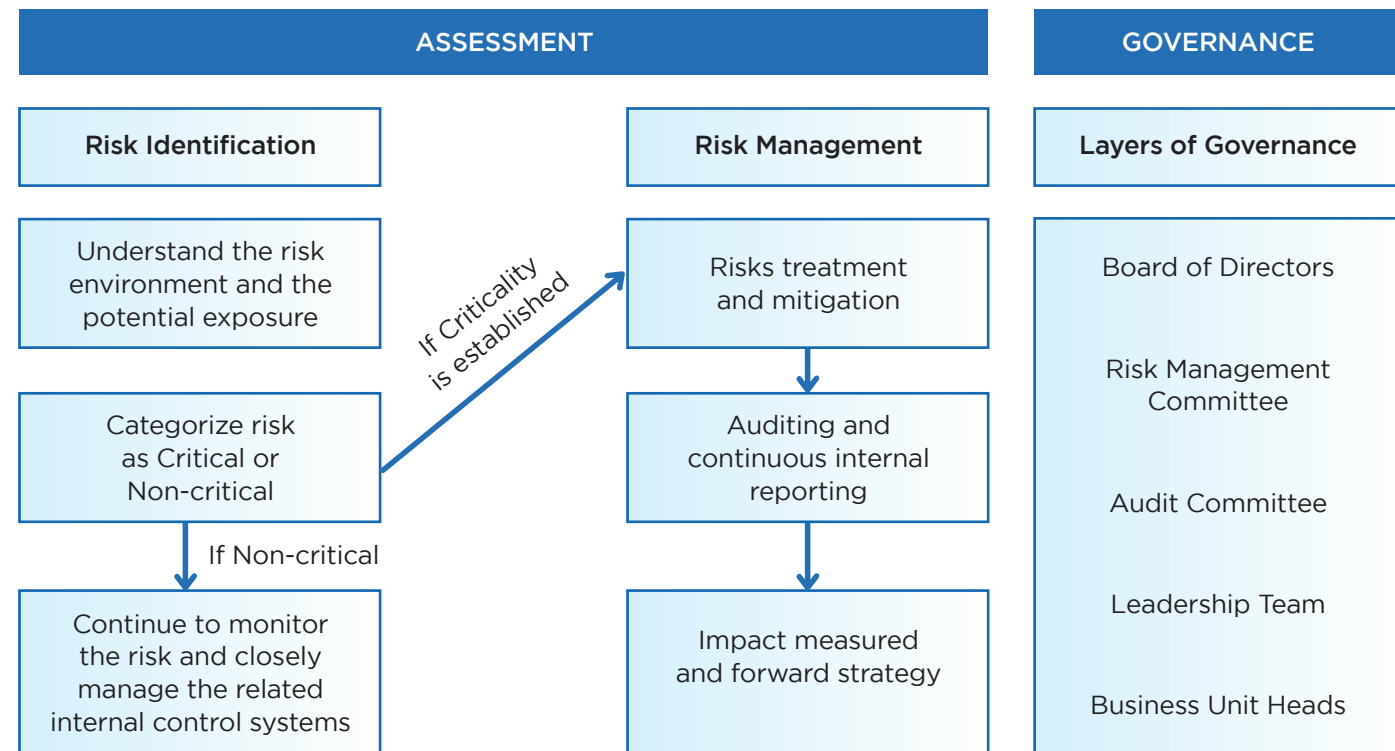 ASSESSMENT
GOVERNANCE
Risk Identification
Risk Management
Layers of Governance
Understand the risk
environment and the
potential exposure
Categorize risk
as Critical or
Non-critical
If Non-critical
Continue to monitor
the risk and closely
manage the related
internal control systems
If Criticality
is established
Risks treatment
and mitigation
Auditing and
continuous internal
reporting
Impact measured
and forward strategy
Board of Directors
Risk Management
Committee
Audit Committee
Leadership Team
Business Unit Heads